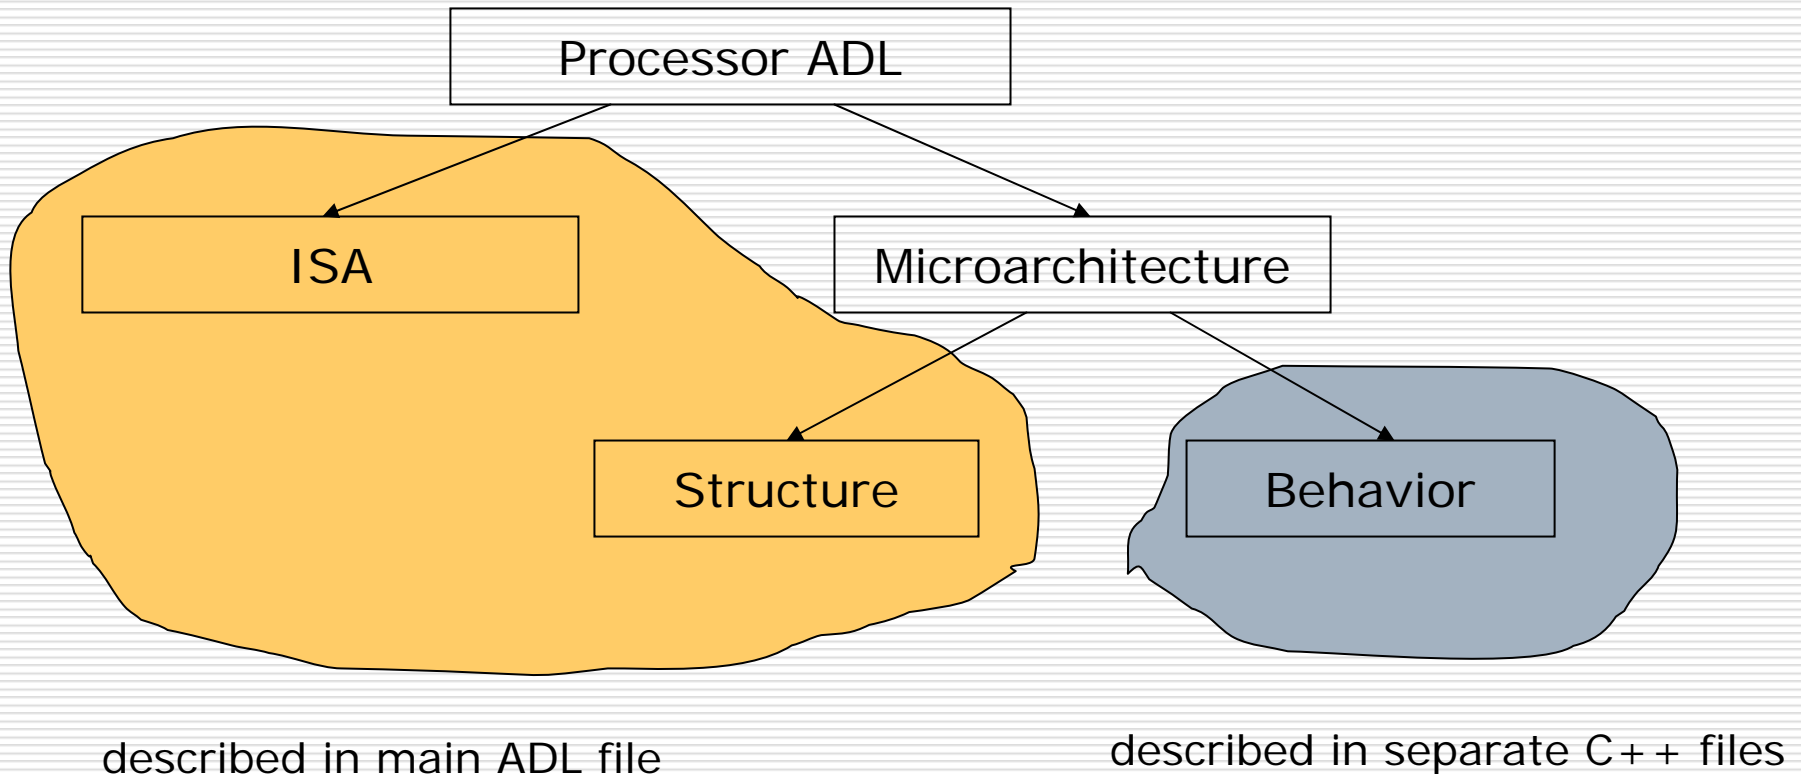 Processor ADL
ISA
Microarchitecture
Structure
Behavior
described in main ADL file
described in separate C++ files